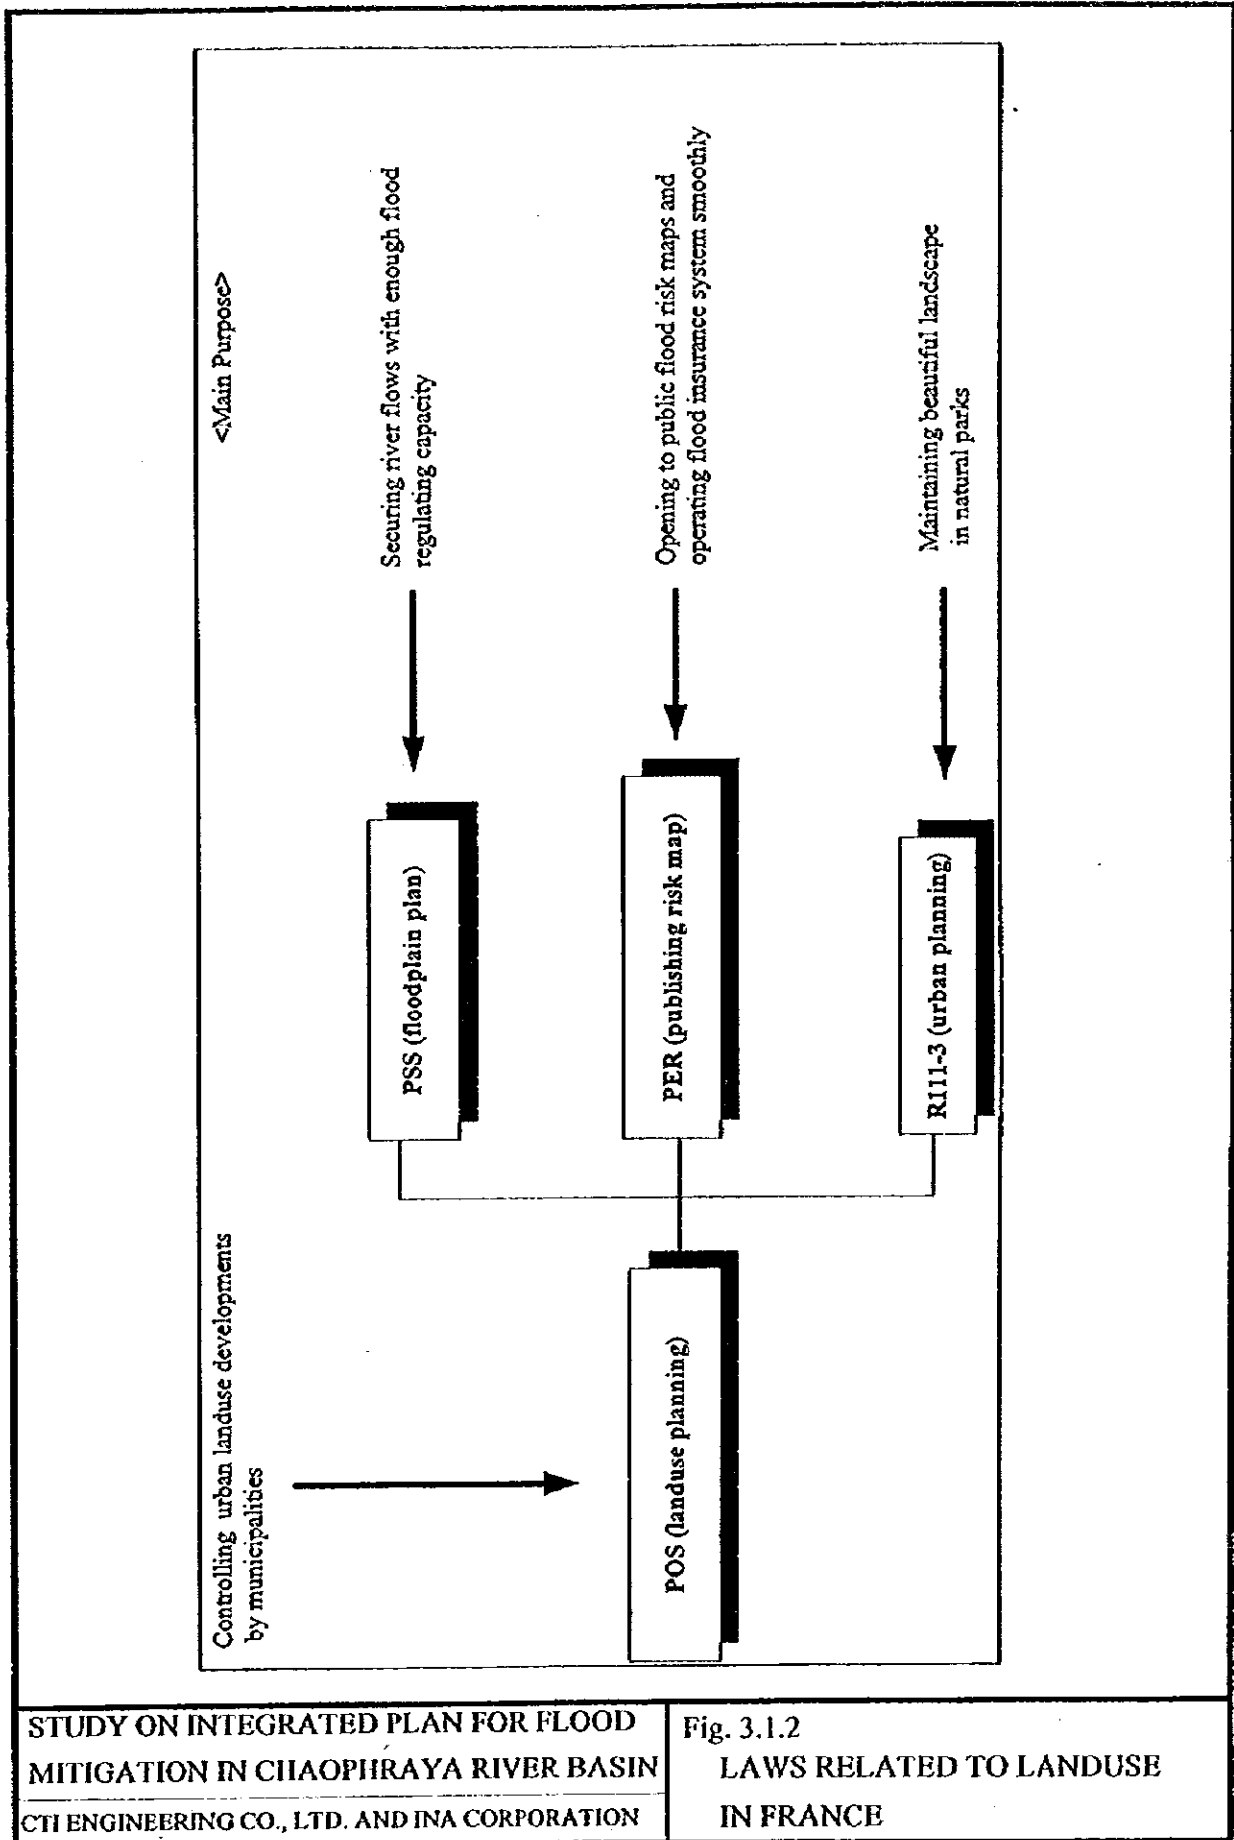 Controlling urban landuse developments
by municipalities
<Main Purpose>
POS (landuse planning)
PSS (floodplain plan)
Securing river flows with enough flood
regulating capacity
PER (publishing risk map)
Opening to public flood risk maps and
operating flood insurance system smoothly
R111-3 (urban planning)
Maintaining beautiful landscape
in natural parks
STUDY ON INTEGRATED PLAN FOR FLOOD
MITIGATION IN CHAOPHRAYA RIVER BASIN
CTI ENGINEERING CO., LTD. AND INA CORPORATION
Fig. 3.1.2
LAWS RELATED TO LANDUSE
IN FRANCE